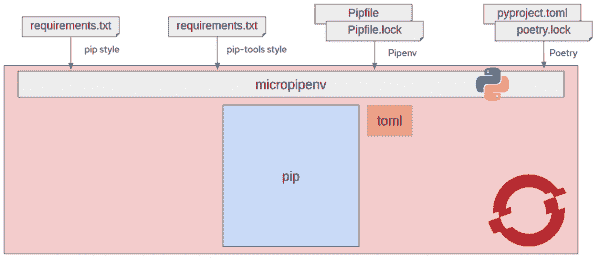 requirements.txt
requirements.txt
Pipfile
Pipfile.lock
pyproject.toml
poetry.lock
pip style
pip-tools style
Pipenv
Poetry
micropipenv
toml
pip